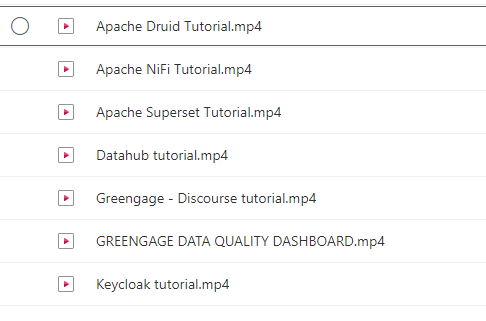 Apache Druid Tutorial.mp4
Apache NiFi Tutorial.mp4
Apache Superset Tutorial.mp4
Datahub tutorial.mp4
Greengage - Discourse tutorial.mp4
GREENGAGE DATA QUALITY DASHBOARD.mp4
Keycloak tutorial.mp4